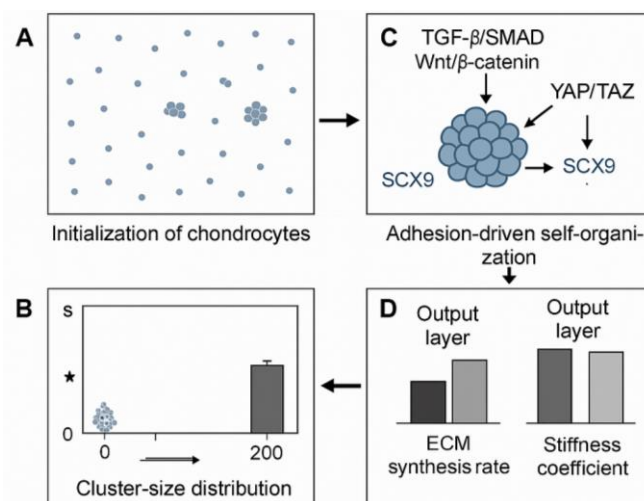 A
Initialization of chondrocytes
C
TGF-β/SMAD
Wnt/β-catenin
YAP/TAZ
SCX9
SCX9
Adhesion-driven self-organi-
zation
B
S
★
0
0
200
Cluster-size distribution
D
Output
layer
ECM
synthesis rate
Output
layer
Stiffness
coefficient